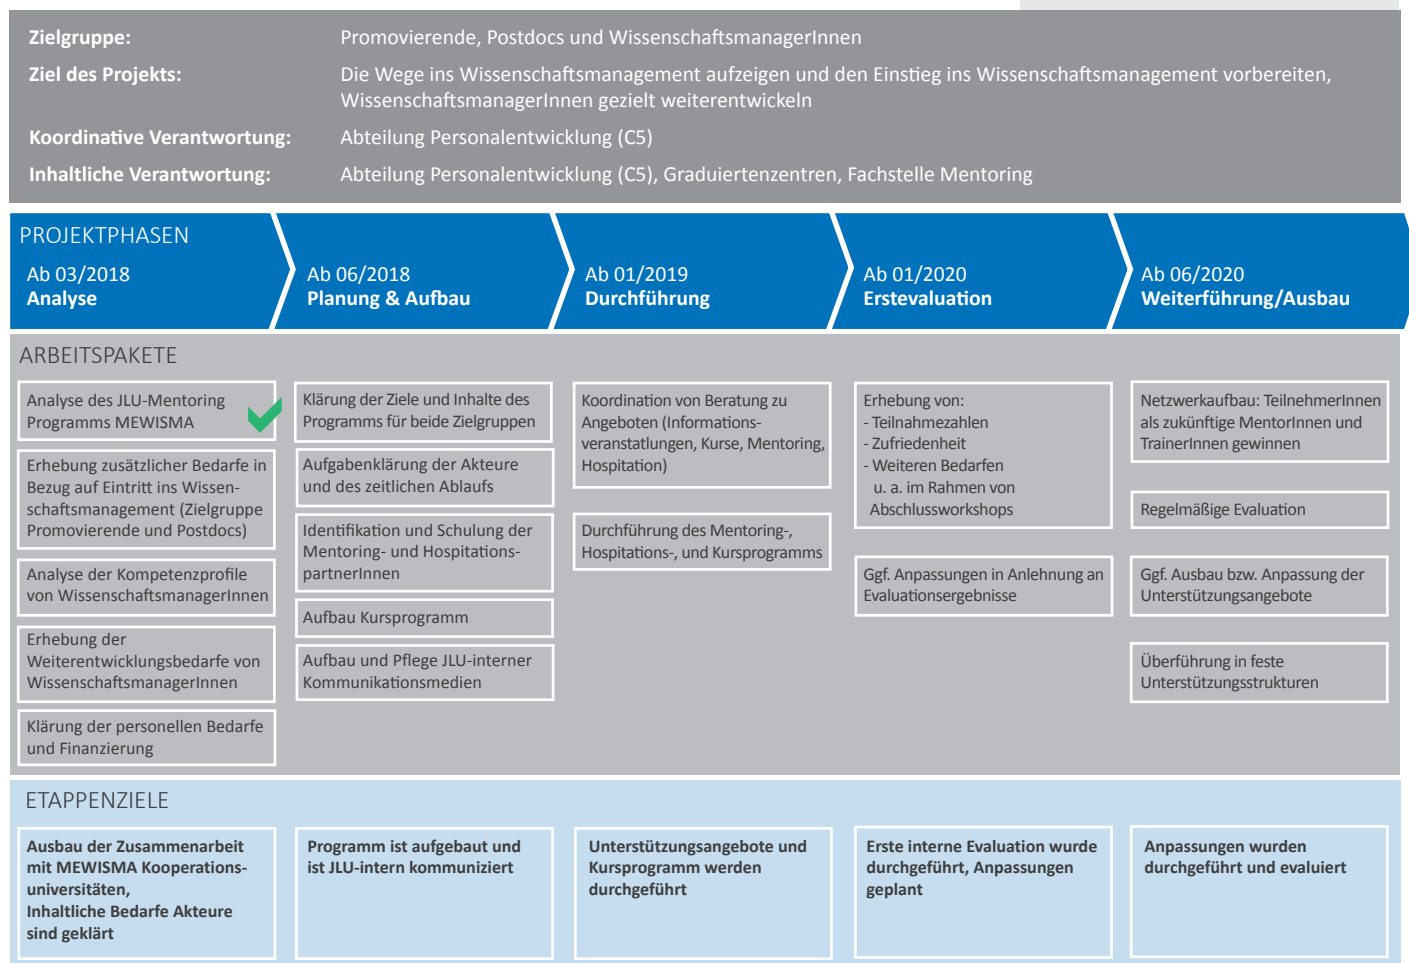 Zielgruppe: Promovierende, Postdocs und WissenschaftsmanagerInnen
Ziel des Projekts: Die Wege ins Wissenschaftsmanagement aufzeigen und den Einstieg ins Wissenschaftsmanagement vorbereiten,
WissenschaftsmanagerInnen gezielt weiterentwickeln
Koordinative Verantwortung: Abteilung Personalentwicklung (C5)
Inhaltliche Verantwortung: Abteilung Personalentwicklung (C5), Graduiertenzentren, Fachstelle Mentoring
PROJEKTPHASEN
Ab 03/2018
Analyse
Ab 06/2018
Planung & Aufbau
Ab 01/2019
Durchführung
Ab 01/2020
Erstevaluation
Ab 06/2020
Weiterführung/Ausbau
ARBEITSPAKETE
Analyse des JLU-Mentoring
Programms MEWISMA
Erhebung zusätzlicher Bedarfe in
Bezug auf Eintritt ins Wissen-
schaftsmanagement (Zielgruppe
Promovierende und Postdocs)
Analyse der Kompetenzprofile
von WissenschaftsmanagerInnen
Erhebung der
Weiterentwicklungsbedarfe von
WissenschaftsmanagerInnen
Klärung der personellen Bedarfe
und Finanzierung
Klärung der Ziele und Inhalte des
Programms für beide Zielgruppen
Aufgabenklärung der Akteure
und des zeitlichen Ablaufs
Identifikation und Schulung der
Mentoring- und Hospitations-
partnerInnen
Aufbau Kursprogramm
Aufbau und Pflege JLU-interner
Kommunikationsmedien
Koordination von Beratung zu
Angeboten (Informations-
veranstatlungen, Kurse, Mentoring,
Hospitation)
Durchführung des Mentoring-,
Hospitations-, und Kursprogramms
Erhebung von:
- Teilnahmezahlen
- Zufriedenheit
- Weiteren Bedarfen
u. a. im Rahmen von
Abschlussworkshops
Ggf. Anpassungen in Anlehnung an
Evaluationsergebnisse
Netzwerkaufbau: TeilnehmerInnen
als zukünftige MentorInnen und
TrainerInnen gewinnen
Regelmäßige Evaluation
Ggf. Ausbau bzw. Anpassung der
Unterstützungsangebote
Überführung in feste
Unterstützungsstrukturen
ETAPPENZIELE
Ausbau der Zusammenarbeit
mit MEWISMA Kooperations-
universitäten,
Inhaltliche Bedarfe Akteure
sind geklärt
Programm ist aufgebaut und
ist JLU-intern kommuniziert
Unterstützungsangebote und
Kursprogramm werden
durchgeführt
Erste interne Evaluation wurde
durchgeführt, Anpassungen
geplant
Anpassungen wurden
durchgeführt und evaluiert